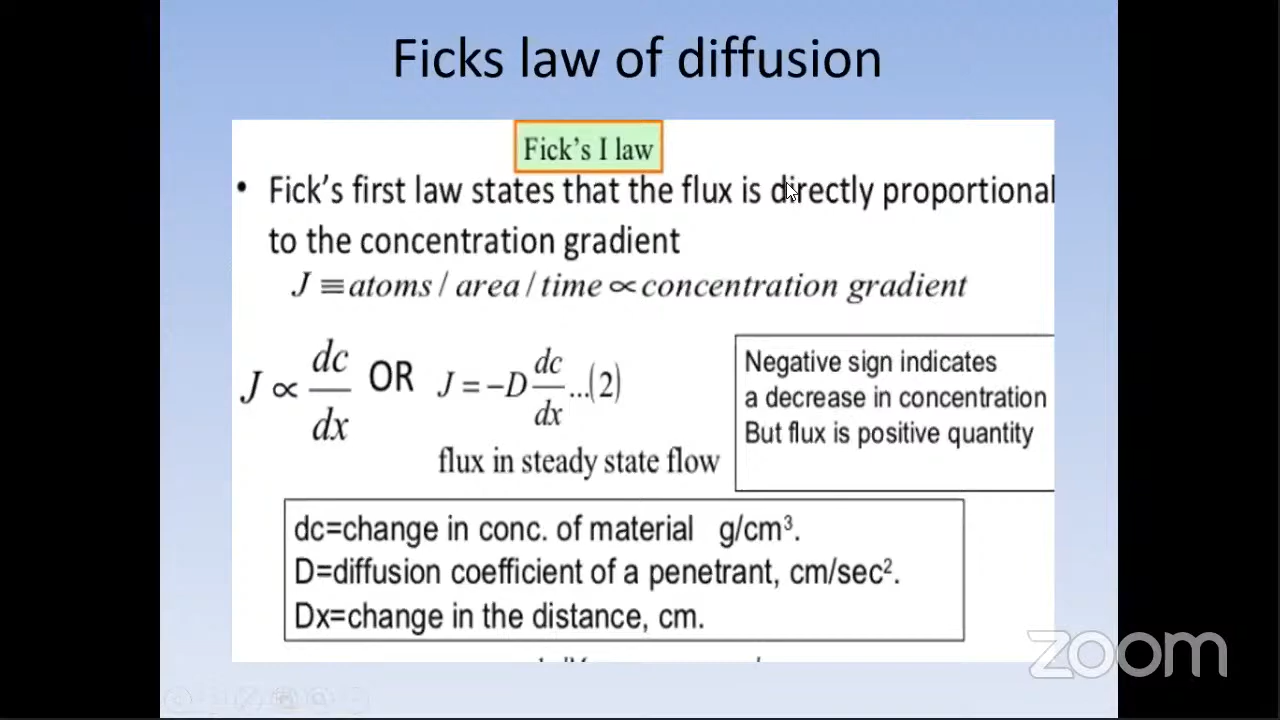 Ficks law of diffusion
Fick's I law
• Fick's first law states that the flux is directly proportional
to the concentration gradient
J ≡ atoms / area / time ∝ concentration gradient
J ∝ dc/dx OR J = −D dc/dx ...(2)
flux in steady state flow
Negative sign indicates
a decrease in concentration
But flux is positive quantity
dc=change in conc. of material g/cm³.
D=diffusion coefficient of a penetrant, cm/sec².
Dx=change in the distance, cm.
zoom